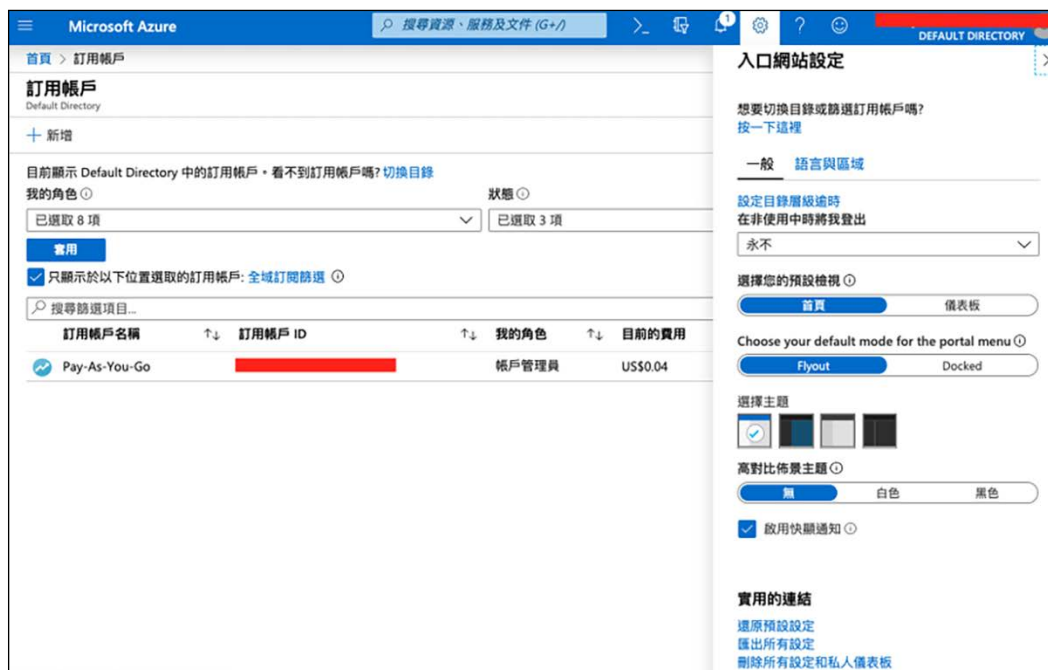 Microsoft Azure
搜尋資源、服務及文件 (G+/)
1
DEFAULT DIRECTORY
首頁 > 訂用帳戶
訂用帳戶
Default Directory
新增
目前顯示 Default Directory 中的訂用帳戶。看不到訂用帳戶嗎? 切換目錄
我的角色
狀態
已選取 8 項
已選取 3 項
套用
只顯示於以下位置選取的訂用帳戶: 全域訂閱篩選
搜尋篩選項目...
訂用帳戶名稱 訂用帳戶 ID 我的角色 目前的費用
Pay-As-You-Go 帳戶管理員 US$0.04
入口網站設定
想要切換目錄或篩選訂用帳戶嗎?
按一下這裡
一般 語言與區域
設定目錄層級逾時
在非使用中時將我登出
永不
選擇您的預設檢視
首頁 儀表板
Choose your default mode for the portal menu
Flyout Docked
選擇主題
高對比佈景主題
無 白色 黑色
啟用快顯通知
實用的連結
還原預設設定
匯出所有設定
刪除所有設定和私人儀表板